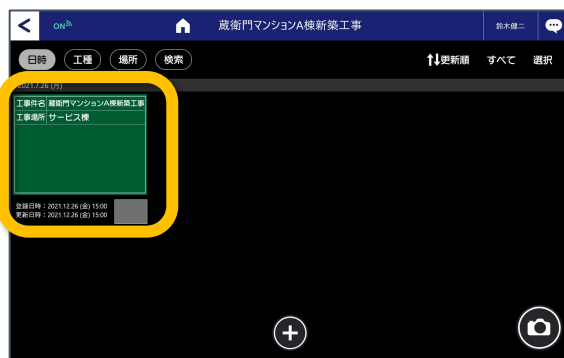 ON
蔵衛門マンションA棟新築工事
鈴木健二
日時 工種 場所 検索 更新順 すべて 選択
2021.7.26 (月)
工事件名 蔵衛門マンションA棟新築工事
工事場所 サービス棟
登録日時：2021.12.26 (金) 15:00
更新日時：2021.12.26 (金) 15:00